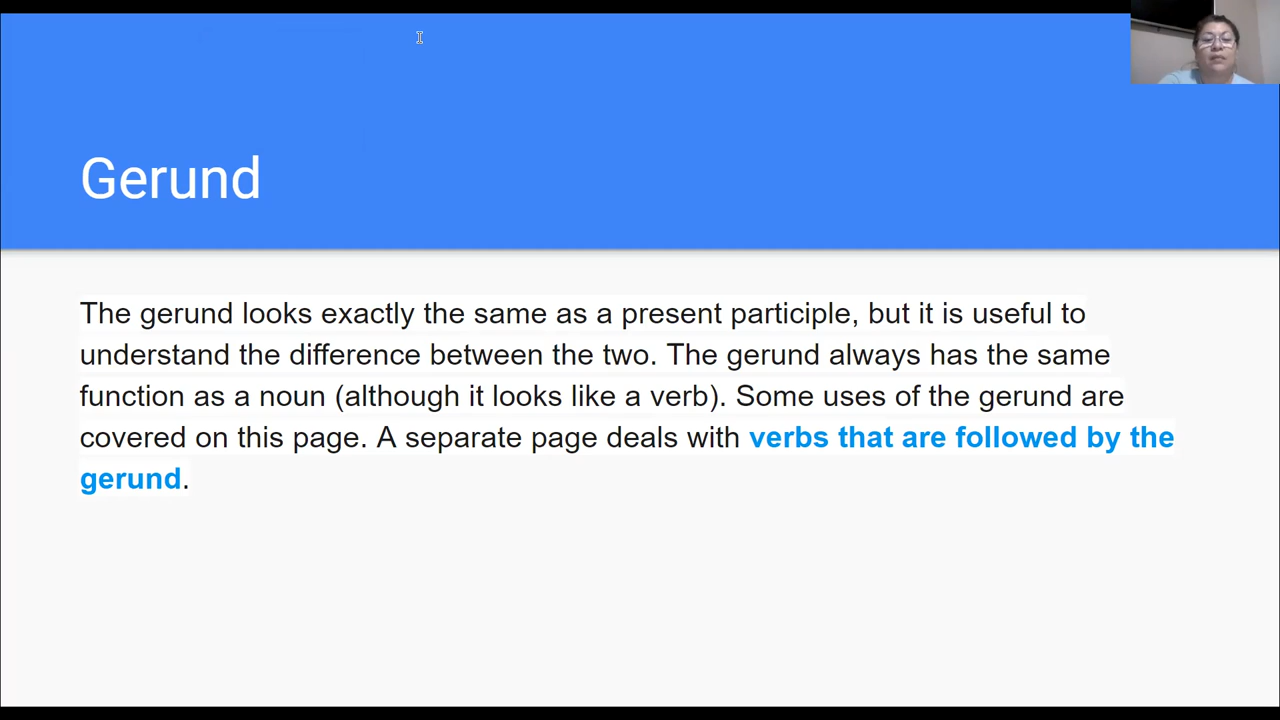 Gerund
The gerund looks exactly the same as a present participle, but it is useful to
understand the difference between the two. The gerund always has the same
function as a noun (although it looks like a verb). Some uses of the gerund are
covered on this page. A separate page deals with verbs that are followed by the
gerund.